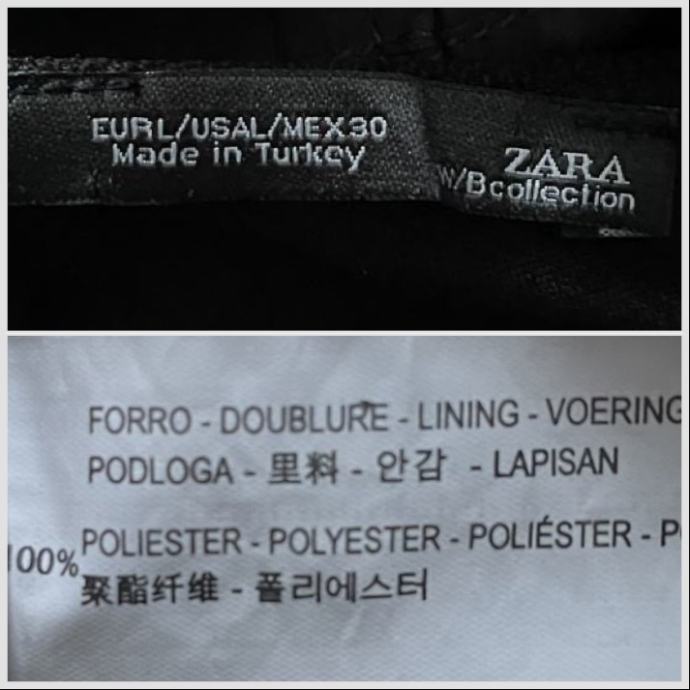 EURL/USAL/MEX30
Made in Turkey
ZARA
W/Bcollection
FORRO - DOUBLURE - LINING - VOERING
PODLOGA - 里料 - 안감 - LAPISAN
100% POLIESTER - POLYESTER - POLIÉSTER - P
聚酯纤维 - 폴리에스터